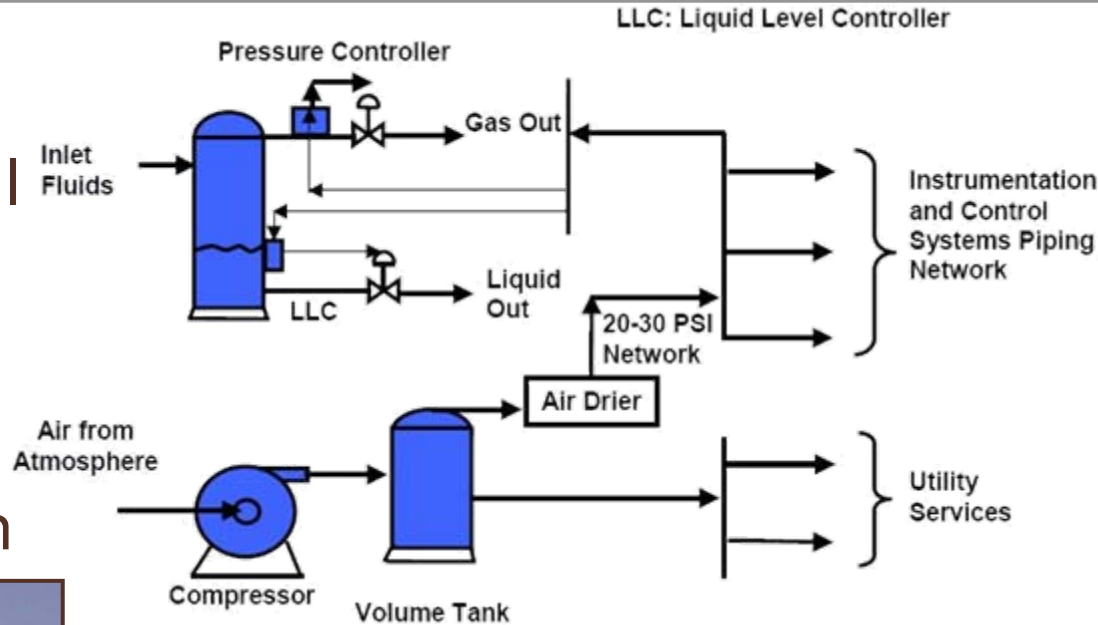 LLC: Liquid Level Controller
Pressure Controller
Gas Out
Inlet
Fluids
Instrumentation
and Control
Systems Piping
Network
Liquid
Out
LLC
20-30 PSI
Network
Air Drier
Air from
Atmosphere
Utility
Services
Compressor
Volume Tank